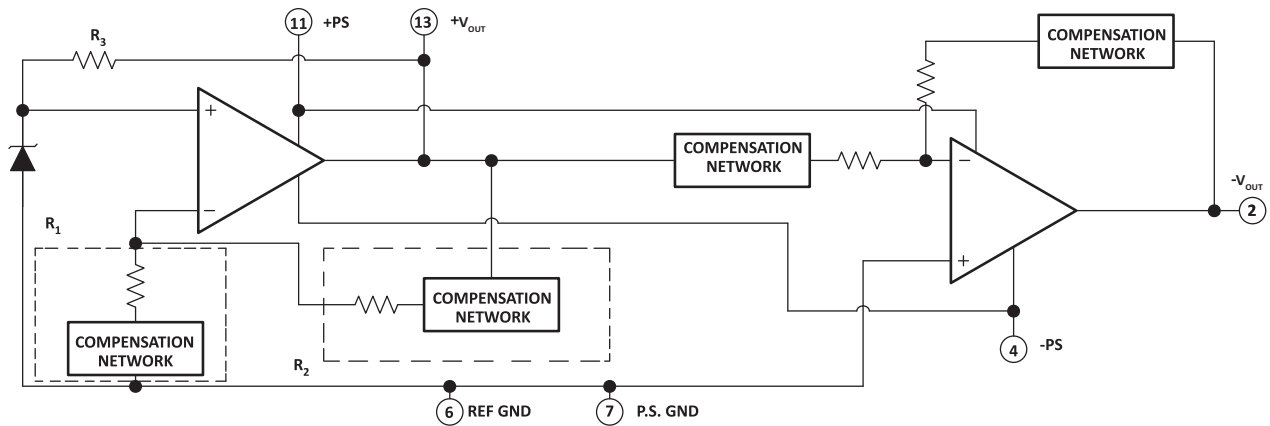 11 +PS
13 +VOUT
R3
COMPENSATION
NETWORK
+
−
COMPENSATION
NETWORK
−
+
-VOUT
2
R1
COMPENSATION
NETWORK
COMPENSATION
NETWORK
R2
4 -PS
6 REF GND
7 P.S. GND